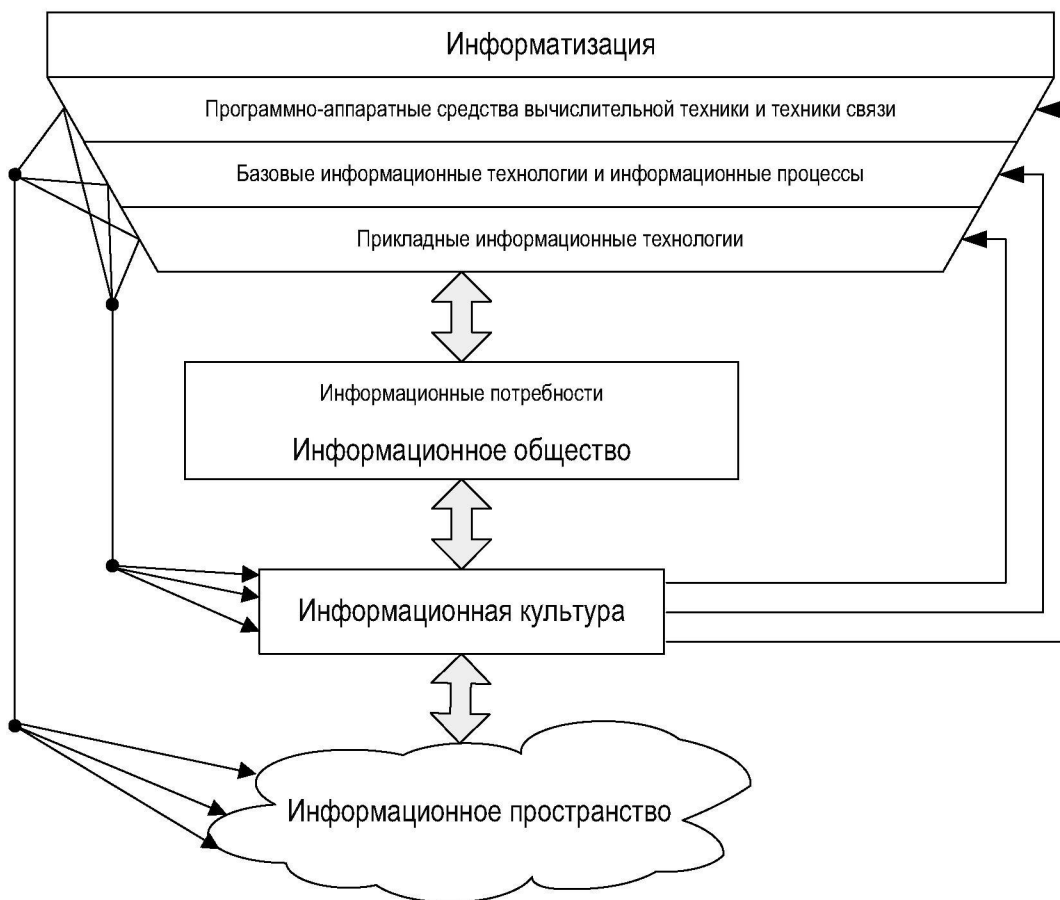 Информатизация
Программно-аппаратные средства вычислительной техники и техники связи
Базовые информационные технологии и информационные процессы
Прикладные информационные технологии
Информационные потребности
Информационное общество
Информационная культура
Информационное пространство